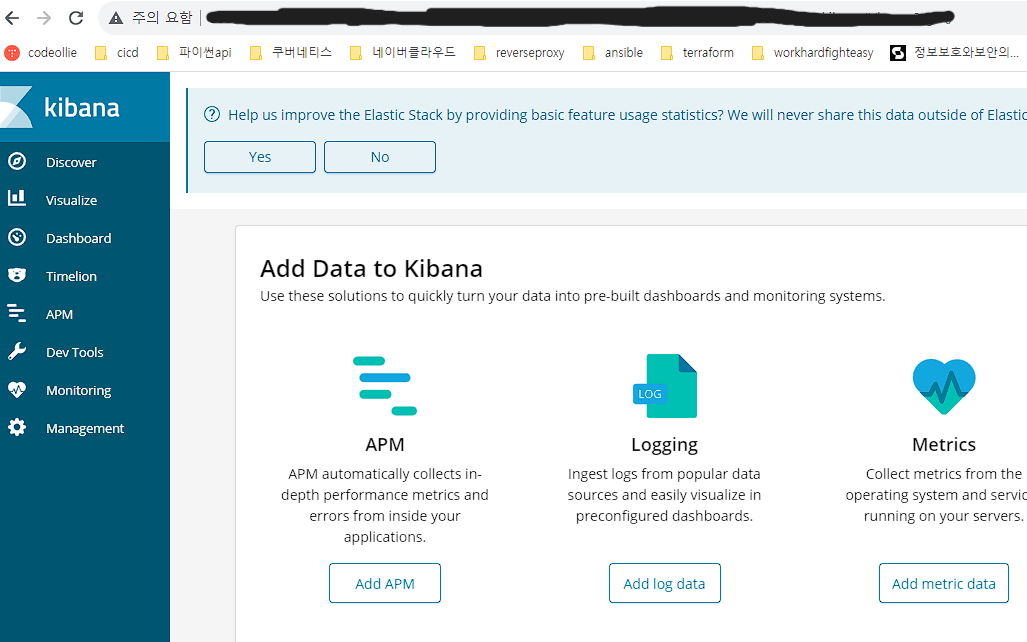 주의 요함
codeollie cicd 파이썬api 쿠버네티스 네이버클라우드 reverseproxy ansible terraform workhardfighteasy 정보보호와보안의...
kibana
Discover
Visualize
Dashboard
Timelion
APM
Dev Tools
Monitoring
Management
Help us improve the Elastic Stack by providing basic feature usage statistics? We will never share this data outside of Elastic
Yes No
Add Data to Kibana
Use these solutions to quickly turn your data into pre-built dashboards and monitoring systems.
LOG
APM Logging Metrics
APM automatically collects in-
depth performance metrics and
errors from inside your
applications.
Ingest logs from popular data
sources and easily visualize in
preconfigured dashboards.
Collect metrics from the
operating system and servic
running on your servers.
Add APM Add log data Add metric data